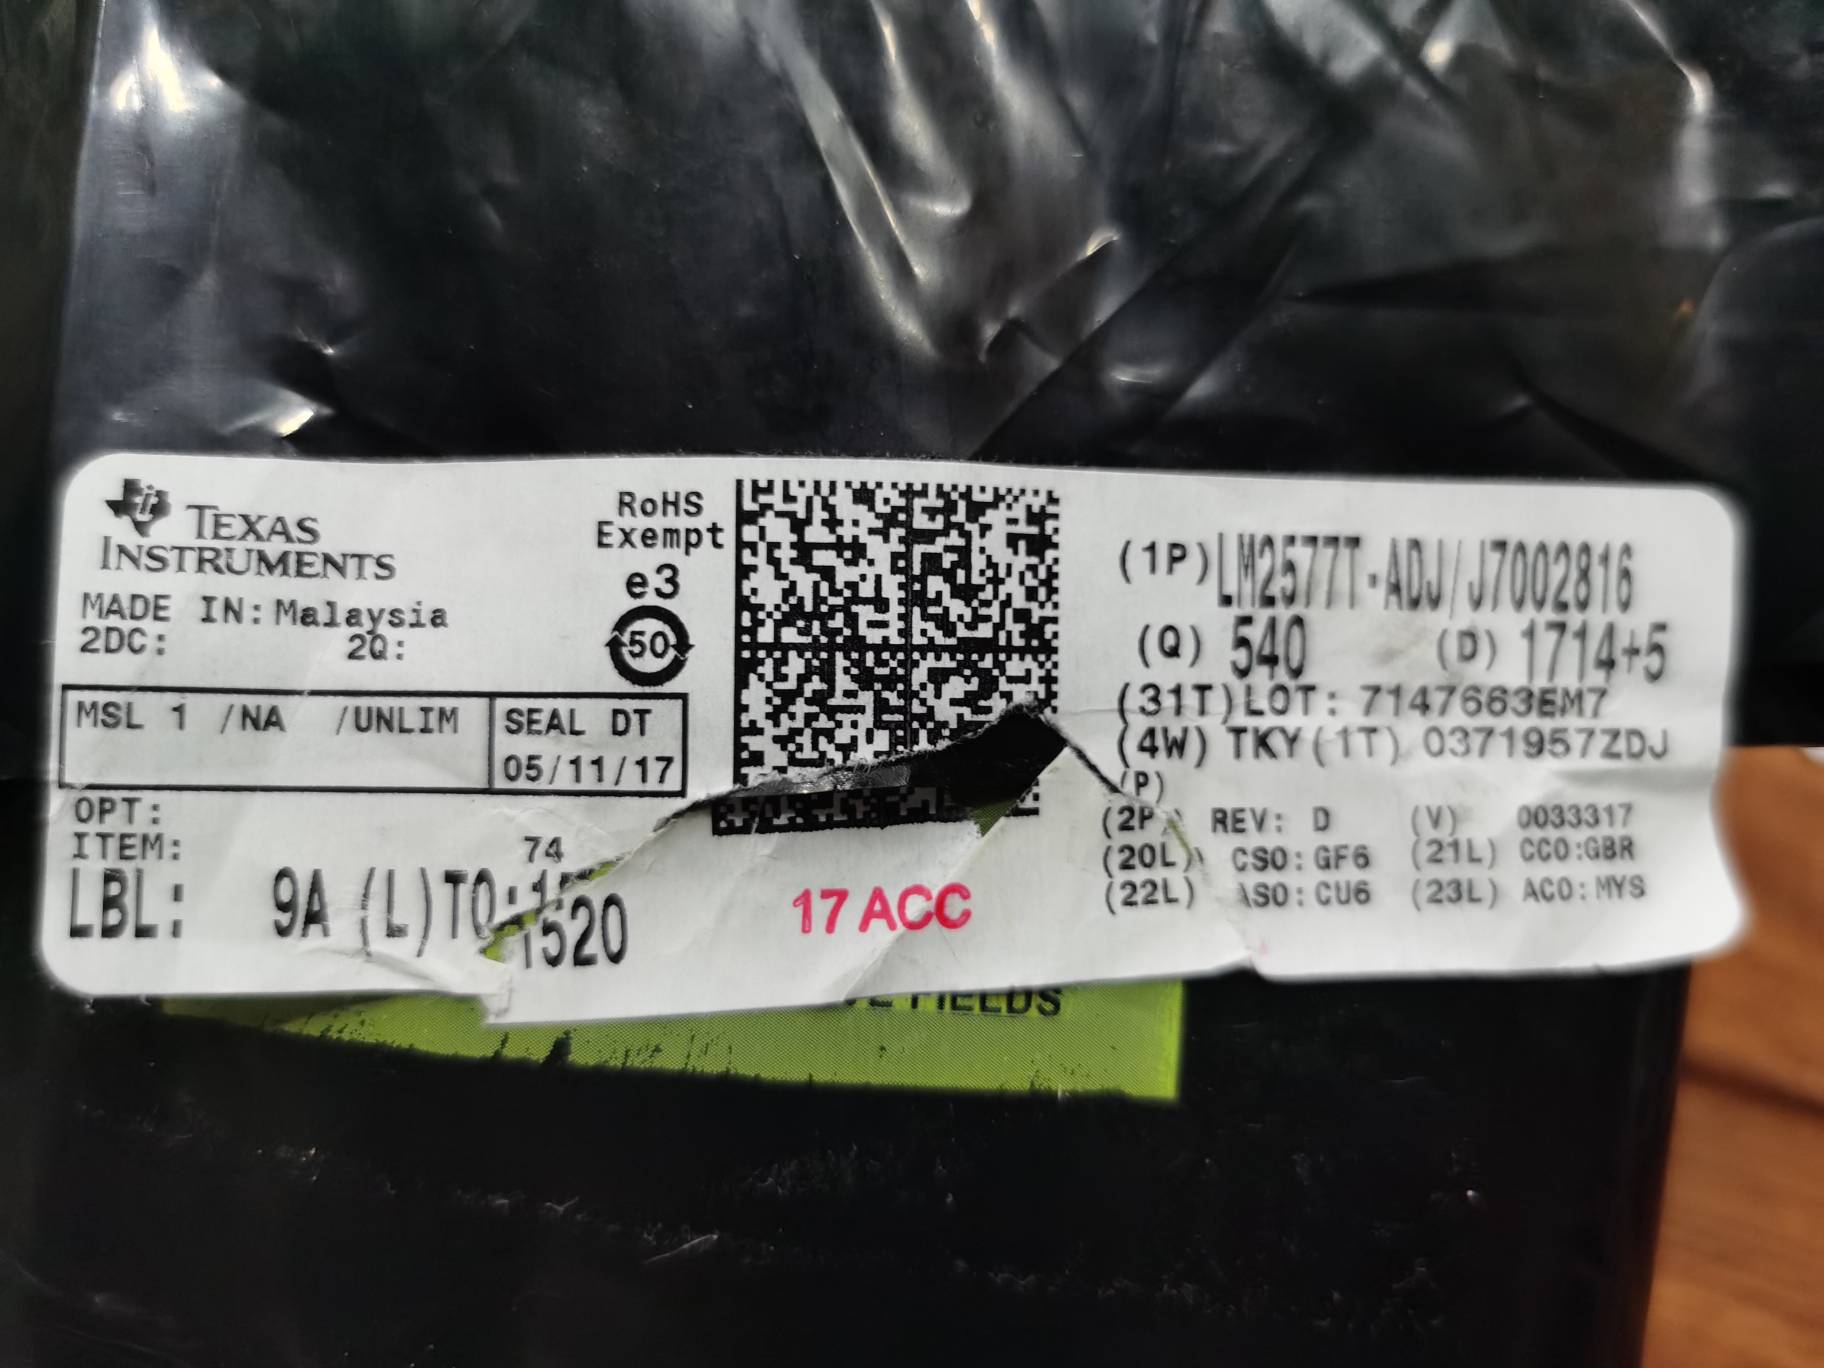 TEXAS
INSTRUMENTS
MADE IN: Malaysia
2DC: 2Q:
RoHS
Exempt
e3
50
MSL 1 /NA /UNLIM
SEAL DT
05/11/17
OPT:
ITEM:
74
LBL: 9A (L)TO: 1520
17 ACC
(1P) LM2577T-ADJ/J7002816
(Q) 540 (D) 1714+5
(31T) LOT: 7147663EM7
(4W) TKY (1T) 0371957ZDJ
(P)
(2P) REV: D (V) 0033317
(20L) CSO: GF6 (21L) CCO:GBR
(22L) ASO: CU6 (23L) ACO: MYS
FIELDS